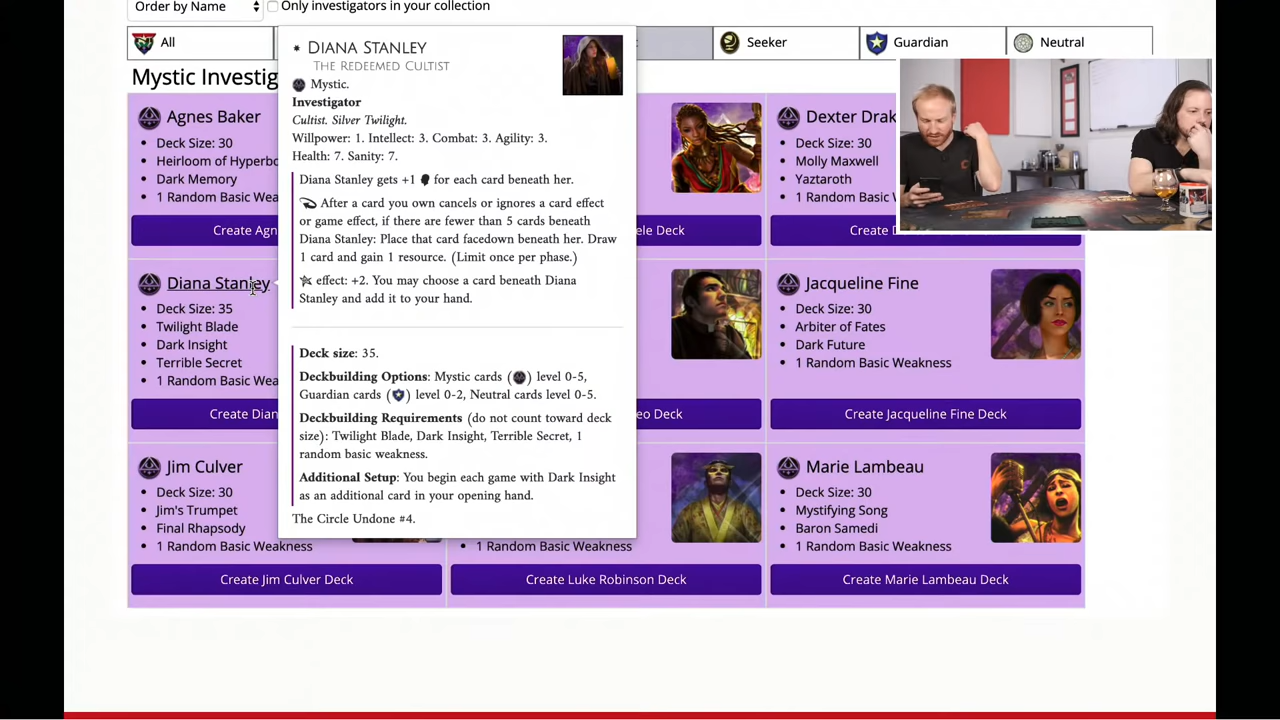 Order by Name
Only investigators in your collection
All
Seeker
Guardian
Neutral
Mystic Investig
Agnes Baker
Deck Size: 30
Heirloom of Hyperbo
Dark Memory
1 Random Basic Wea
Create Agn
ele Deck
Dexter Drak
Deck Size: 30
Molly Maxwell
Yaztaroth
1 Random Basic Wea
Create D
Diana Stanley
Deck Size: 35
Twilight Blade
Dark Insight
Terrible Secret
1 Random Basic Wea
Create Dian
eo Deck
Jacqueline Fine
Deck Size: 30
Arbiter of Fates
Dark Future
1 Random Basic Weakness
Create Jacqueline Fine Deck
Jim Culver
Deck Size: 30
Jim's Trumpet
Final Rhapsody
1 Random Basic Weakness
Create Jim Culver Deck
1 Random Basic Weakness
Create Luke Robinson Deck
Marie Lambeau
Deck Size: 30
Mystifying Song
Baron Samedi
1 Random Basic Weakness
Create Marie Lambeau Deck
DIANA STANLEY
THE REDEEMED CULTIST
Mystic.
Investigator
Cultist. Silver Twilight.
Willpower: 1. Intellect: 3. Combat: 3. Agility: 3.
Health: 7. Sanity: 7.
Diana Stanley gets +1 for each card beneath her.
After a card you own cancels or ignores a card effect
or game effect, if there are fewer than 5 cards beneath
Diana Stanley: Place that card facedown beneath her. Draw
1 card and gain 1 resource. (Limit once per phase.)
effect: +2. You may choose a card beneath Diana
Stanley and add it to your hand.
Deck size: 35.
Deckbuilding Options: Mystic cards () level 0-5,
Guardian cards () level 0-2, Neutral cards level 0-5.
Deckbuilding Requirements (do not count toward deck
size): Twilight Blade, Dark Insight, Terrible Secret, 1
random basic weakness.
Additional Setup: You begin each game with Dark Insight
as an additional card in your opening hand.
The Circle Undone #4.